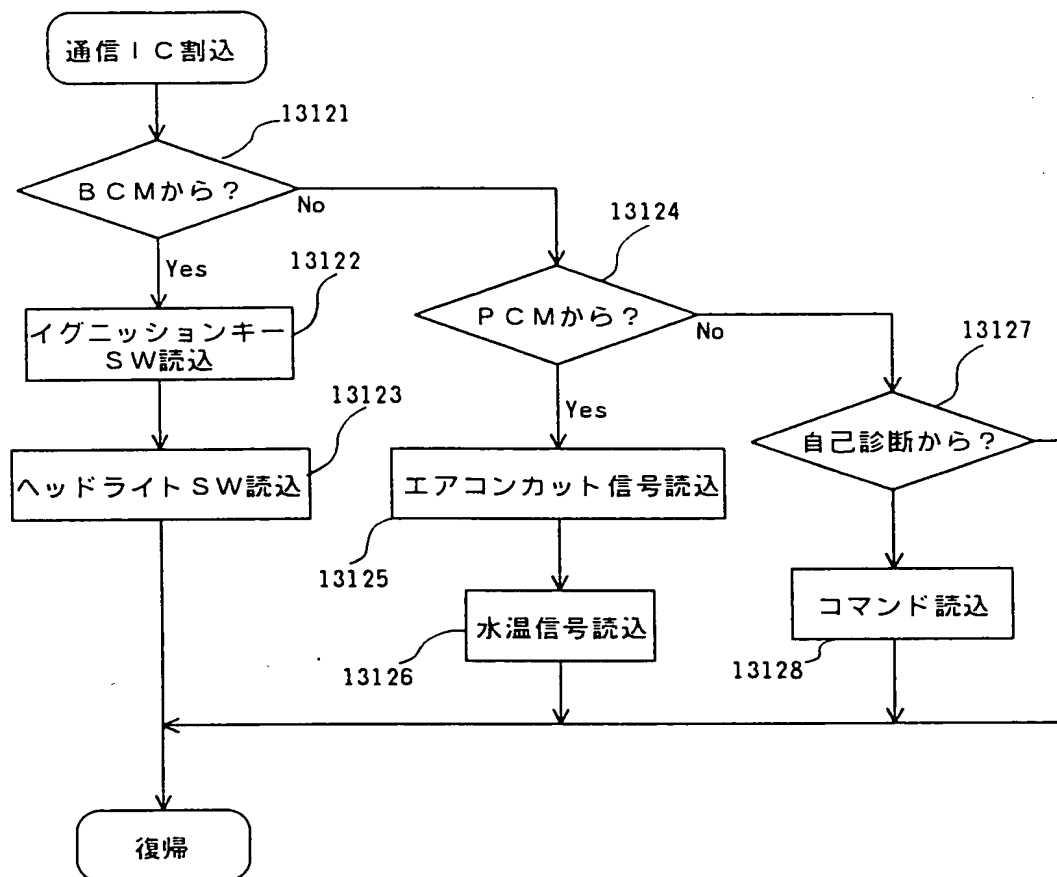 通信ＩＣ割込
13121
ＢＣＭから？
No
13124
Yes
13122
ＰＣＭから？
No
13127
イグニッションキー
ＳＷ読込
13123
Yes
自己診断から？
ヘッドライトＳＷ読込
エアコンカット信号読込
13125
コマンド読込
水温信号読込
13126
13128
復帰